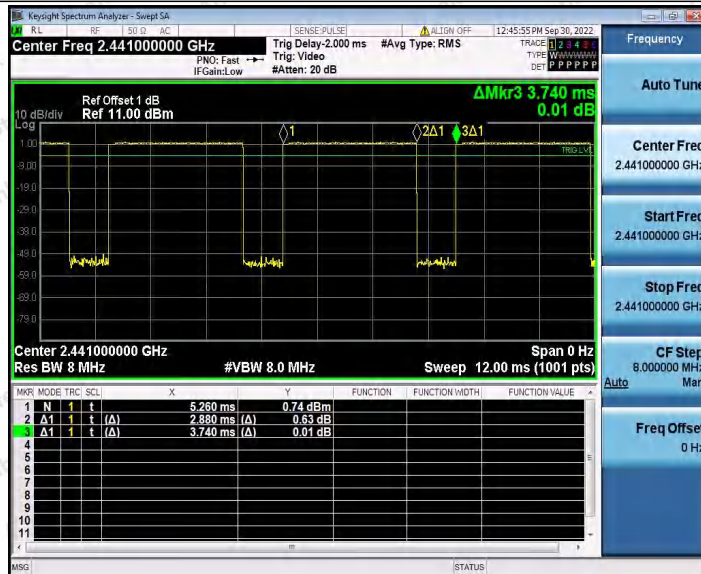 Keysight Spectrum Analyzer - Swept SA
RL RF 50 Ω AC SENSE:PULSE ALIGN OFF 12:45:55 PM Sep 30, 2022
Center Freq 2.441000000 GHz
PNO: Fast
IFGain:Low
Trig Delay-2.000 ms
Trig: Video
#Atten: 20 dB
#Avg Type: RMS
TRACE 1 2 3 4 5 6
TYPE WWWWWW
DET P P P P P P
ΔMkr3 3.740 ms
0.01 dB
Ref Offset 1 dB
10 dB/div Ref 11.00 dBm
Log
1
2Δ1
3Δ1
TRIG LVL
1.00
-9.00
-19.0
-29.0
-39.0
-49.0
-59.0
-69.0
-79.0
Center 2.441000000 GHz Span 0 Hz
Res BW 8 MHz #VBW 8.0 MHz Sweep 12.00 ms (1001 pts)
MKR MODE TRC SCL X Y FUNCTION FUNCTION WIDTH FUNCTION VALUE
1 N 1 t 5.260 ms 0.74 dBm
2 Δ1 1 t (Δ) 2.880 ms (Δ) 0.63 dB
3 Δ1 1 t (Δ) 3.740 ms (Δ) 0.01 dB
4
5
6
7
8
9
10
11
MSG STATUS
Frequency
Auto Tune
Center Freq
2.441000000 GHz
Start Freq
2.441000000 GHz
Stop Freq
2.441000000 GHz
CF Step
8.000000 MHz
Auto Man
Freq Offset
0 Hz